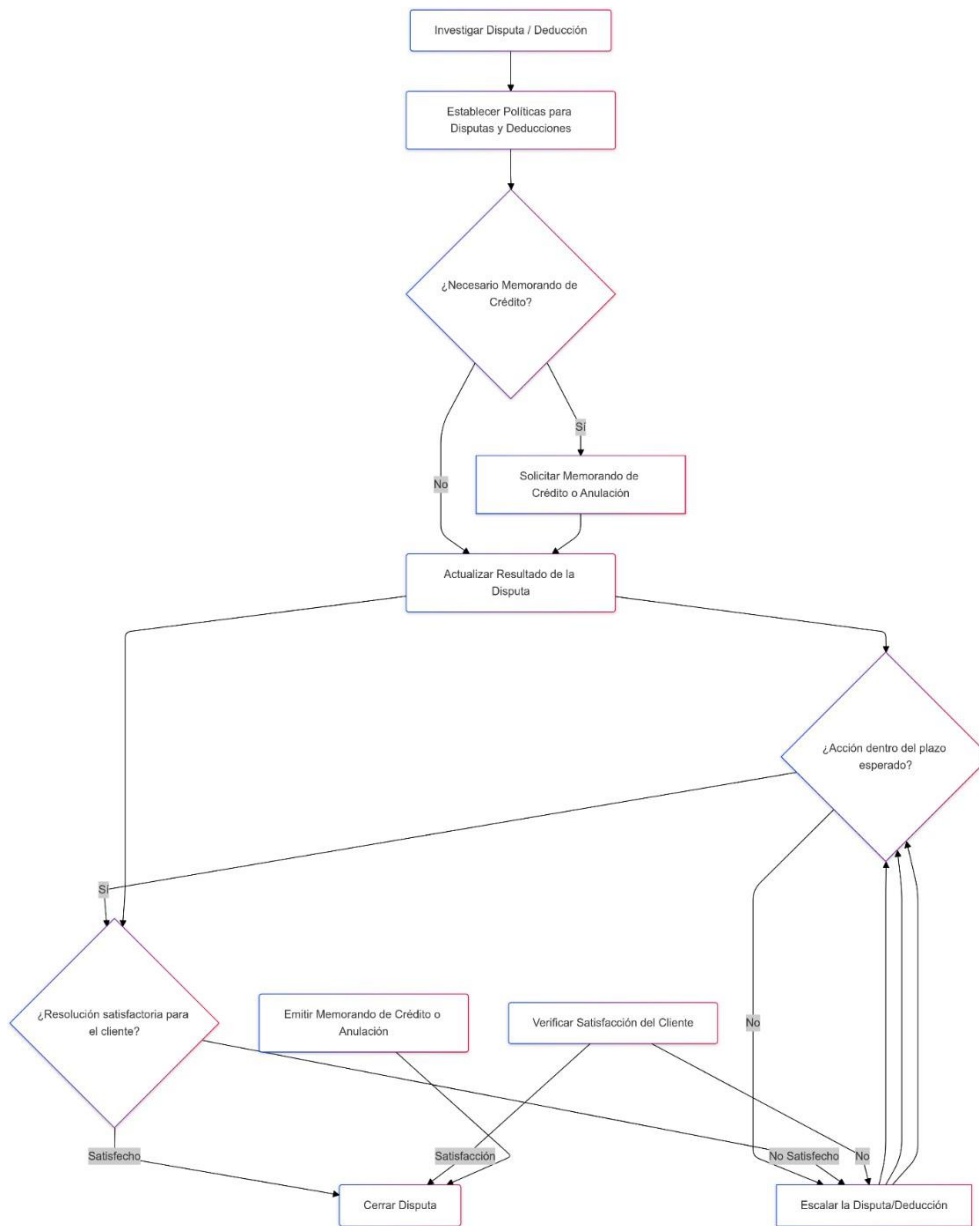 Investigar Disputa / Deducción
Establecer Políticas para
Disputas y Deducciones
¿Necesario Memorando de
Crédito?
Sí
No
Solicitar Memorando de
Crédito o Anulación
Actualizar Resultado de la
Disputa
¿Acción dentro del plazo
esperado?
Sí
¿Resolución satisfactoria para
el cliente?
Emitir Memorando de Crédito o
Anulación
Verificar Satisfacción del Cliente
No
Satisfecho
Satisfacción
No Satisfecho
No
Cerrar Disputa
Escalar la Disputa/Deducción